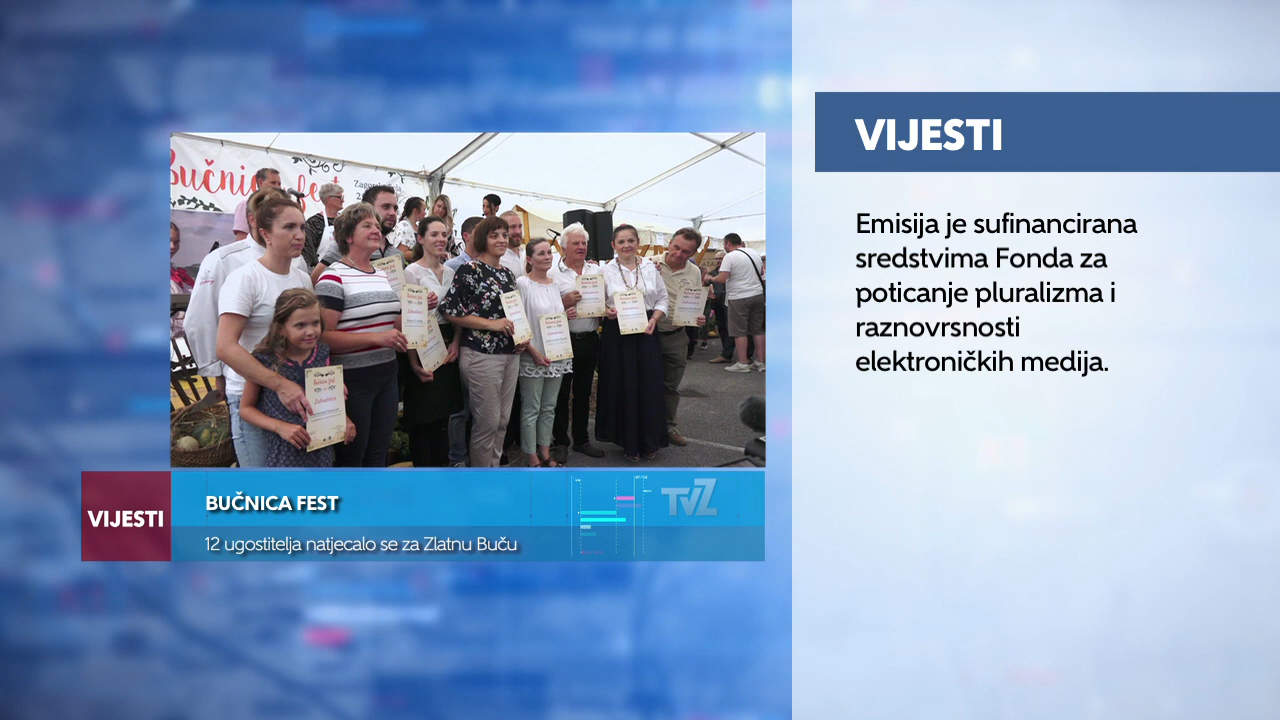 Bučnica fest
VIJESTI
BUČNICA FEST
12 ugostitelja natjecalo se za Zlatnu Buču
TVZ
VIJESTI
Emisija je sufinancirana
sredstvima Fonda za
poticanje pluralizma i
raznovrsnosti
elektroničkih medija.